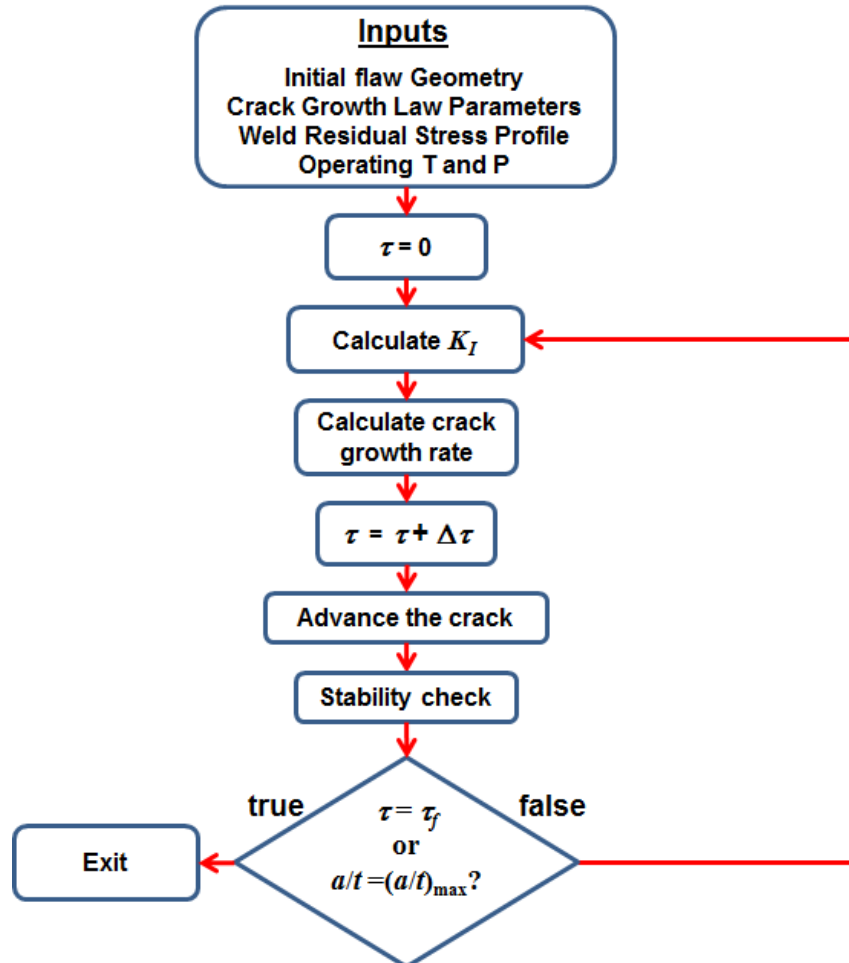 Inputs
Initial flaw Geometry
Crack Growth Law Parameters
Weld Residual Stress Profile
Operating T and P
τ = 0
Calculate K_I
Calculate crack
growth rate
τ = τ + Δτ
Advance the crack
Stability check
true
false
τ = τ_f
or
a/t =(a/t)_max?
Exit